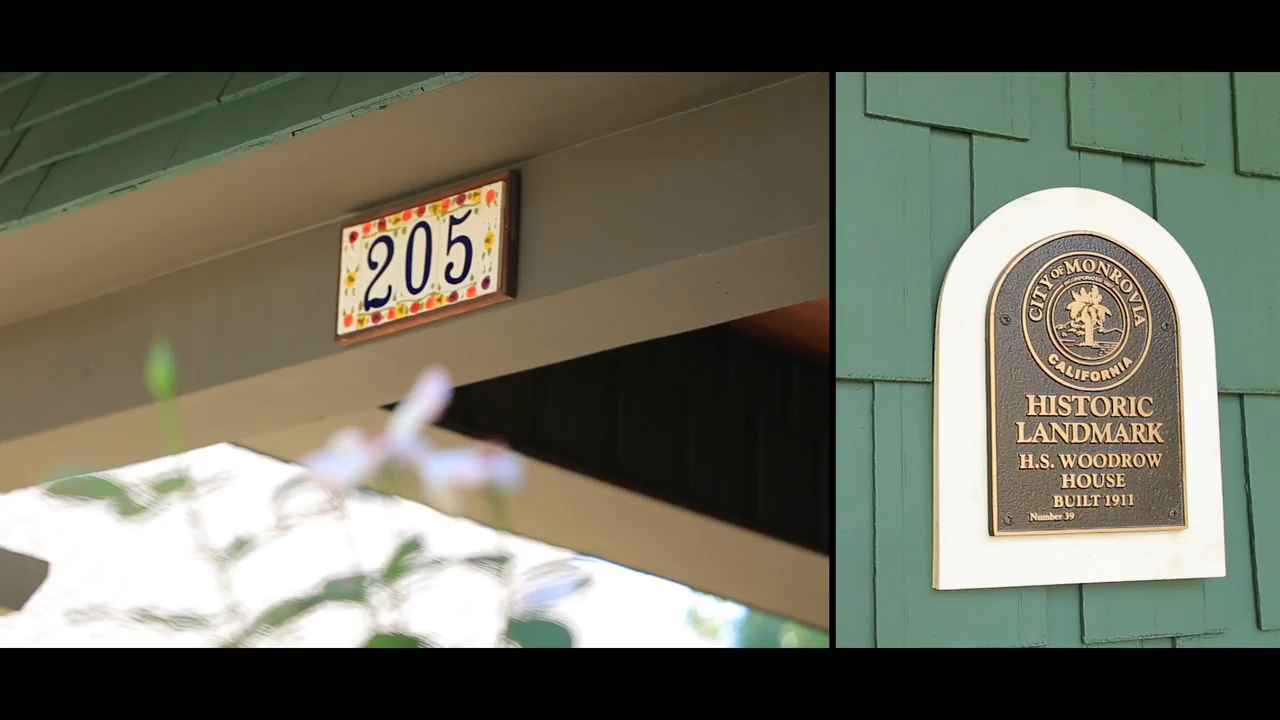 205
CITY OF MONROVIA
CALIFORNIA
HISTORIC
LANDMARK
H.S. WOODROW
HOUSE
BUILT 1911
Number 39